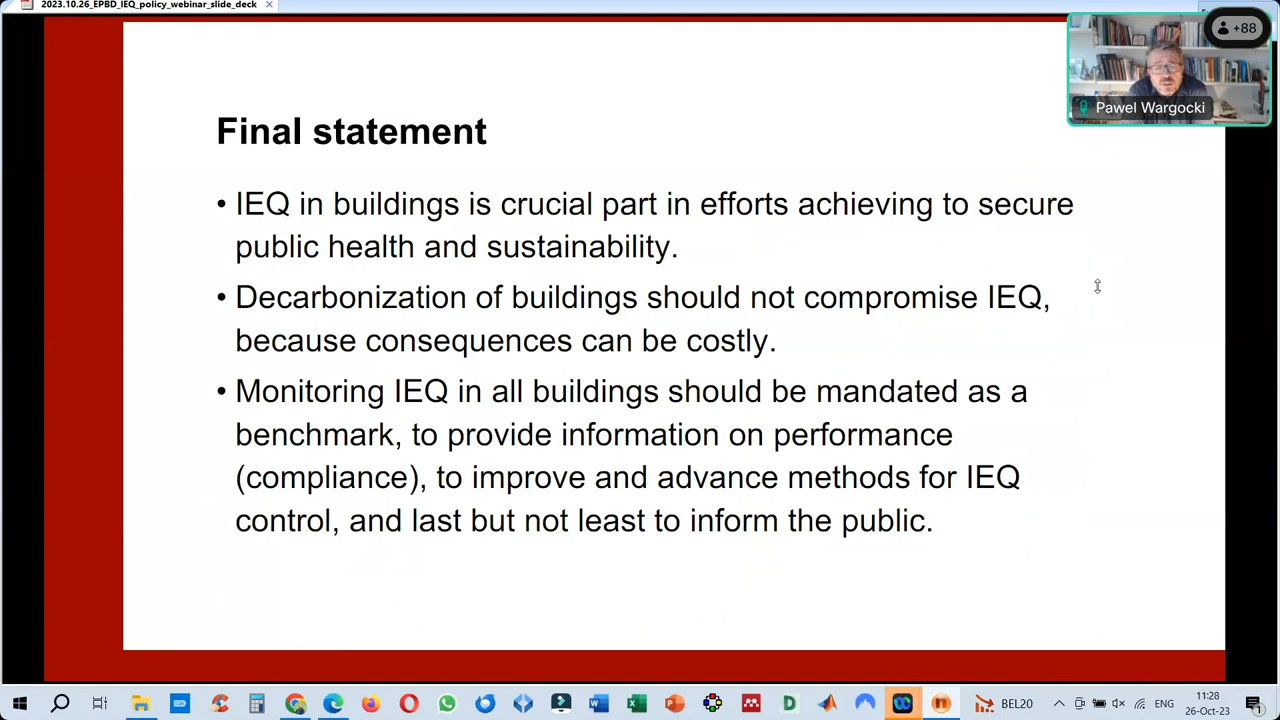 2023.10.26_EPBD_IEQ_policy_webinar_slide_deck
+88
Pawel Wargocki
Final statement
• IEQ in buildings is crucial part in efforts achieving to secure
public health and sustainability.
• Decarbonization of buildings should not compromise IEQ,
because consequences can be costly.
• Monitoring IEQ in all buildings should be mandated as a
benchmark, to provide information on performance
(compliance), to improve and advance methods for IEQ
control, and last but not least to inform the public.
BEL20
ENG
11:28
26-Oct-23
1